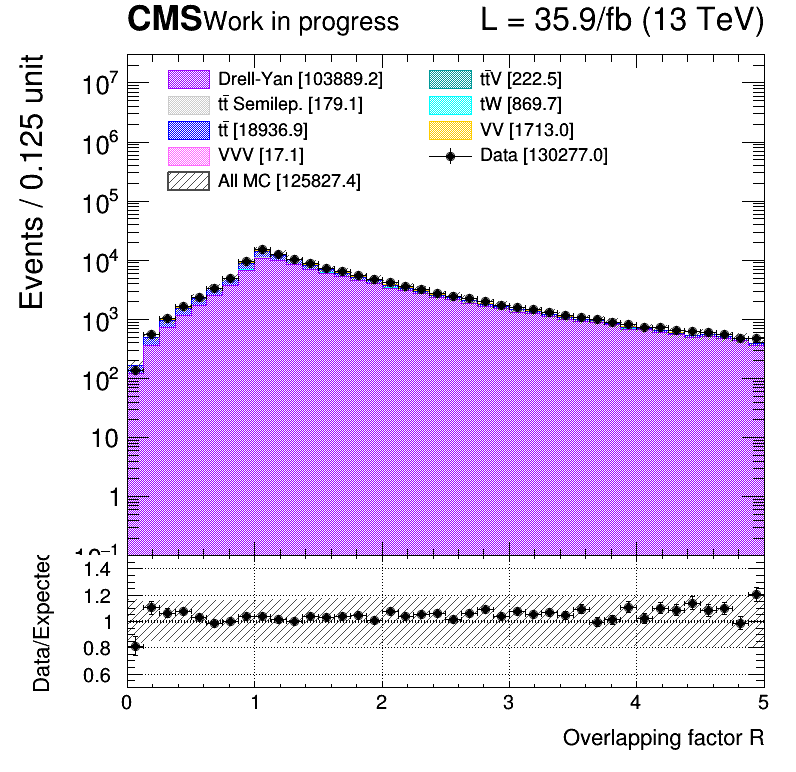 CMS Work in progress L = 35.9/fb (13 TeV)
Events / 0.125 unit
10⁷
10⁶
10⁵
10⁴
10³
10²
10
1
10⁻¹
Drell-Yan [103889.2]
tt̄ Semilep. [179.1]
tt̄ [18936.9]
VVV [17.1]
All MC [125827.4]
tt̄V [222.5]
tW [869.7]
VV [1713.0]
Data [130277.0]
Data/Expected
1.4
1.2
1
0.8
0.6
0 1 2 3 4 5
Overlapping factor R